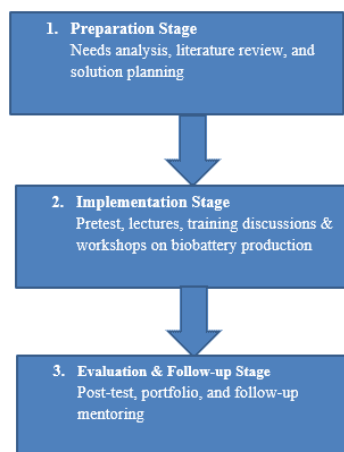 1. Preparation Stage
Needs analysis, literature review, and
solution planning
2. Implementation Stage
Pretest, lectures, training discussions &
workshops on biobattery production
3. Evaluation & Follow-up Stage
Post-test, portfolio, and follow-up
mentoring